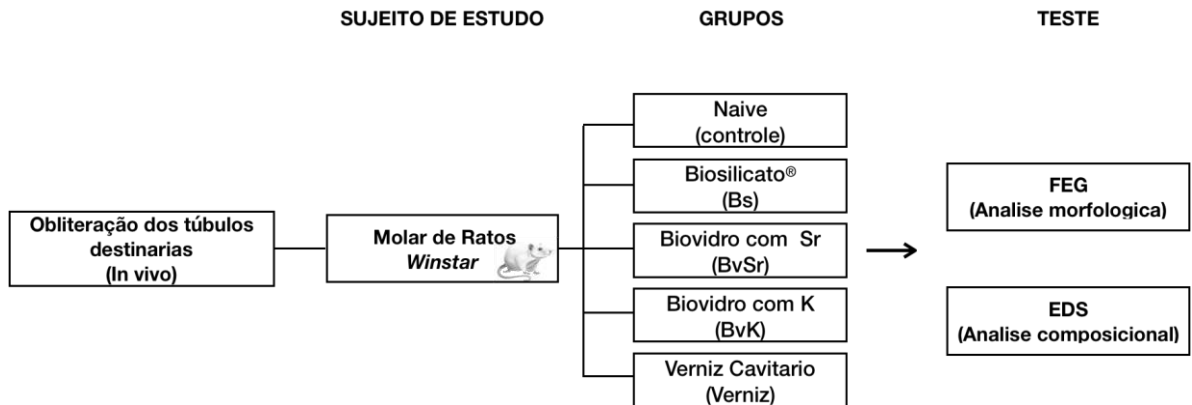 SUJEITO DE ESTUDO
GRUPOS
TESTE
Obliteração dos túbulos
destinarias
(In vivo)
Molar de Ratos
Winstar
Naive
(controle)
Biosilicato®
(Bs)
Biovidro com Sr
(BvSr)
Biovidro com K
(BvK)
Verniz Cavitario
(Verniz)
FEG
(Analise morfologica)
EDS
(Analise composicional)